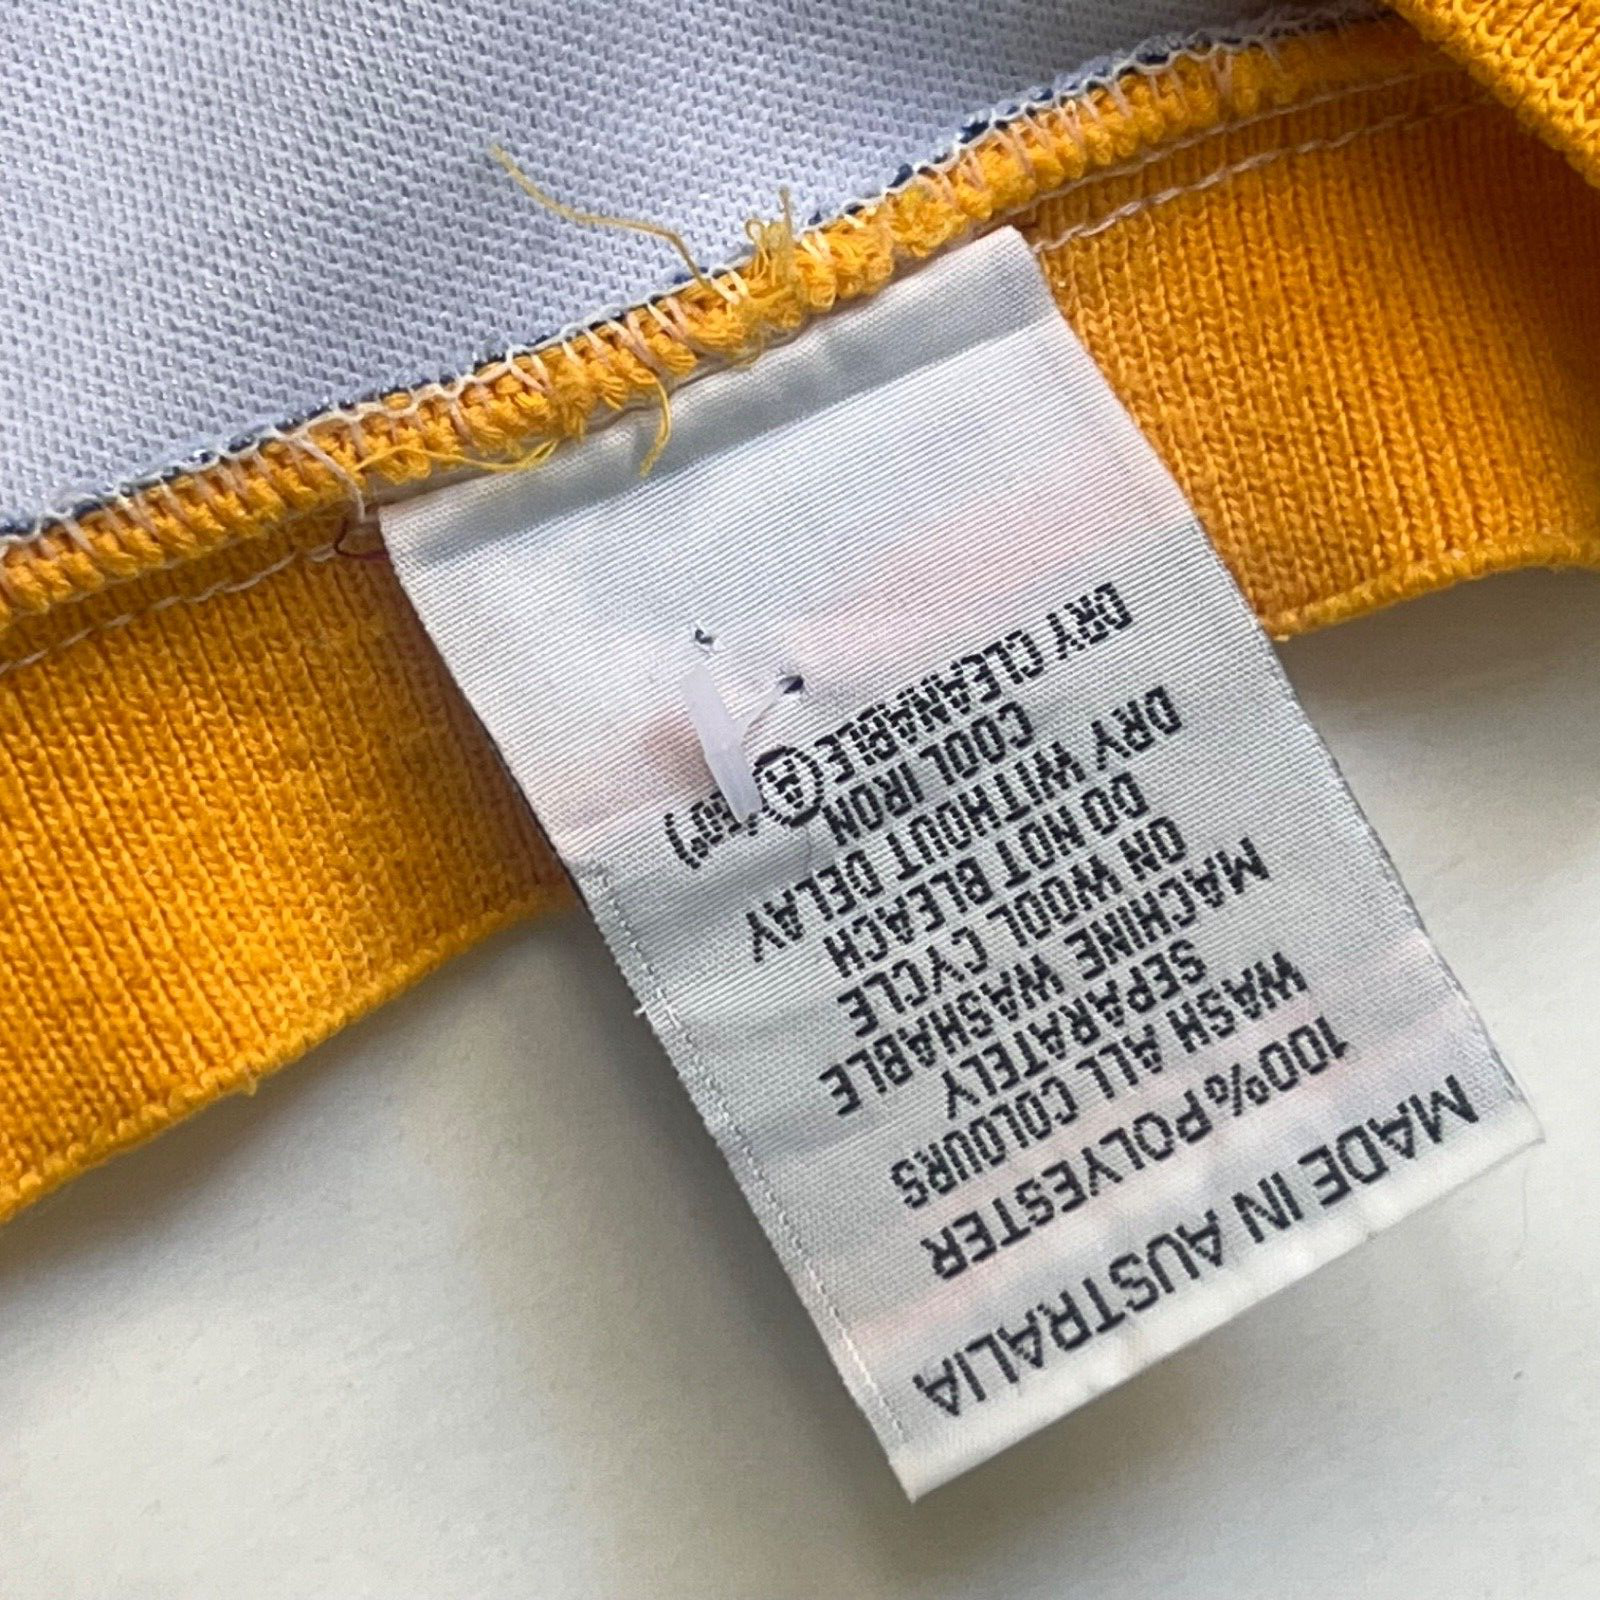 MADE IN AUSTRALIA
100% POLYESTER
WASH ALL COLOURS
SEPARATELY
MACHINE WASHABLE
ON WOOL CYCLE
DO NOT BLEACH
DRY WITHOUT DELAY
COOL IRON
DRY CLEANABLE Ⓐ